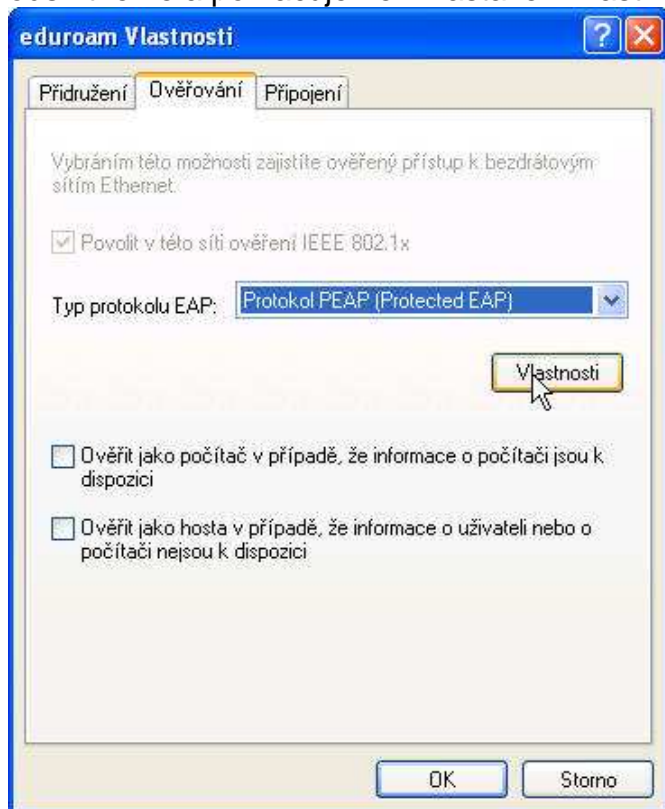 eduroam Vlastnosti
Přidružení Ověřování Připojení
Vybráním této možnosti zajistíte ověřený přístup k bezdrátovým
sítím Ethernet.
Povolit v této síti ověření IEEE 802.1x
Typ protokolu EAP: Protokol PEAP (Protected EAP)
Vlastnosti
Ověřit jako počítač v případě, že informace o počítači jsou k
dispozici
Ověřit jako hosta v případě, že informace o uživateli nebo o
počítači nejsou k dispozici
OK Storno